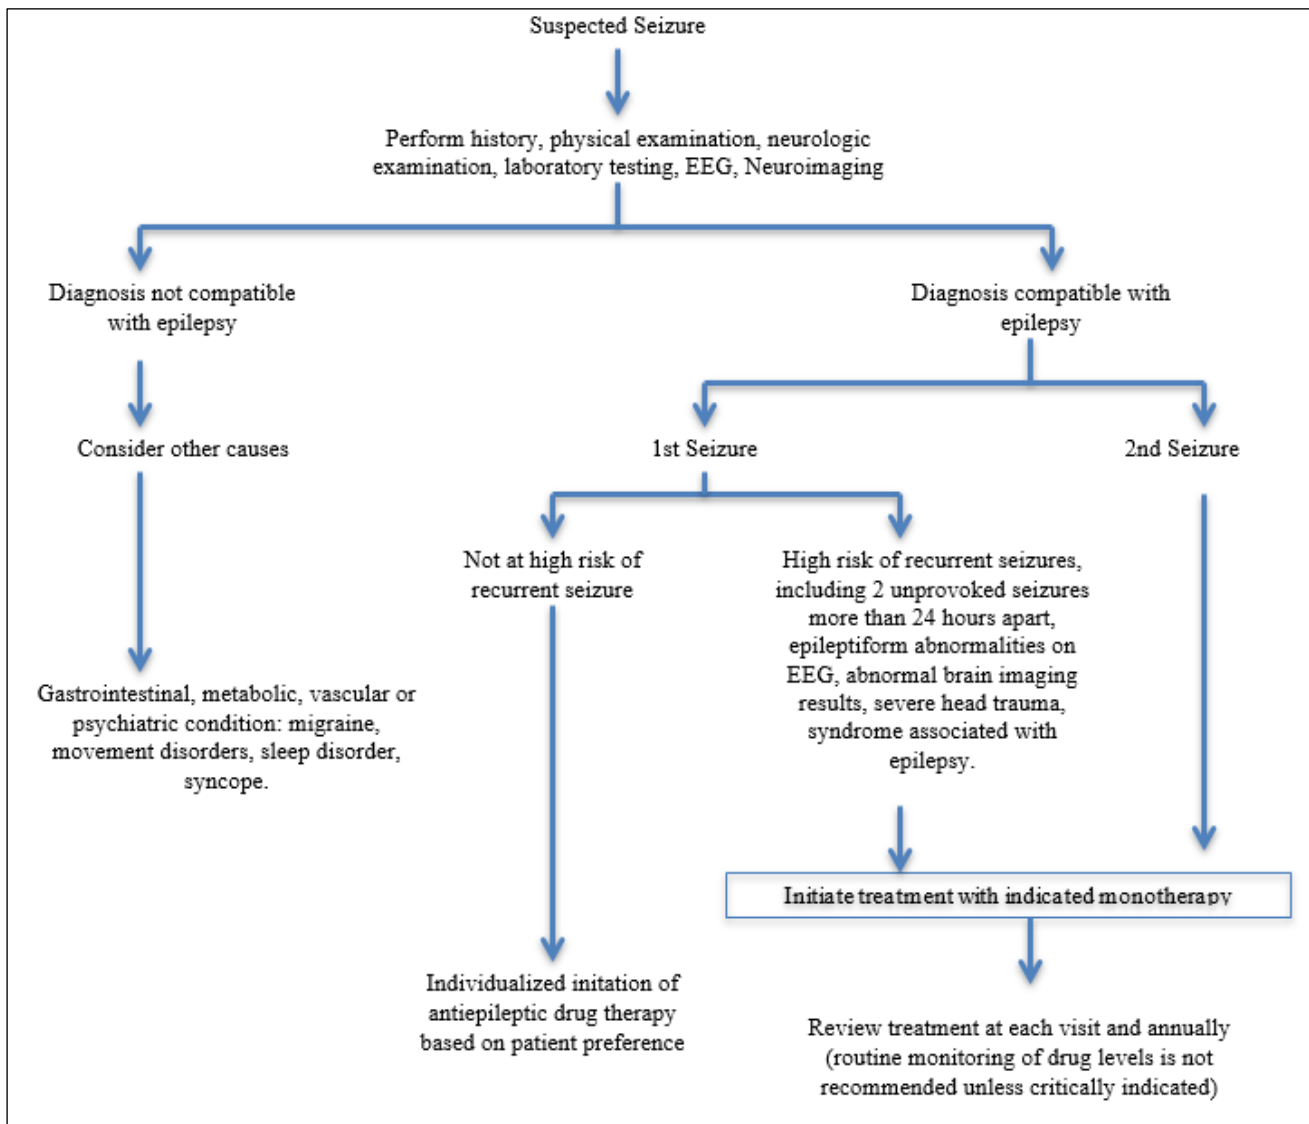 Suspected Seizure
Perform history, physical examination, neurologic
examination, laboratory testing, EEG, Neuroimaging
Diagnosis not compatible
with epilepsy
Diagnosis compatible with
epilepsy
Consider other causes
1st Seizure
2nd Seizure
Not at high risk of
recurrent seizure
High risk of recurrent seizures,
including 2 unprovoked seizures
more than 24 hours apart,
epileptiform abnormalities on
EEG, abnormal brain imaging
results, severe head trauma,
syndrome associated with
epilepsy.
Gastrointestinal, metabolic, vascular or
psychiatric condition: migraine,
movement disorders, sleep disorder,
syncope.
Initiate treatment with indicated monotherapy
Individualized initation of
antiepileptic drug therapy
based on patient preference
Review treatment at each visit and annually
(routine monitoring of drug levels is not
recommended unless critically indicated)